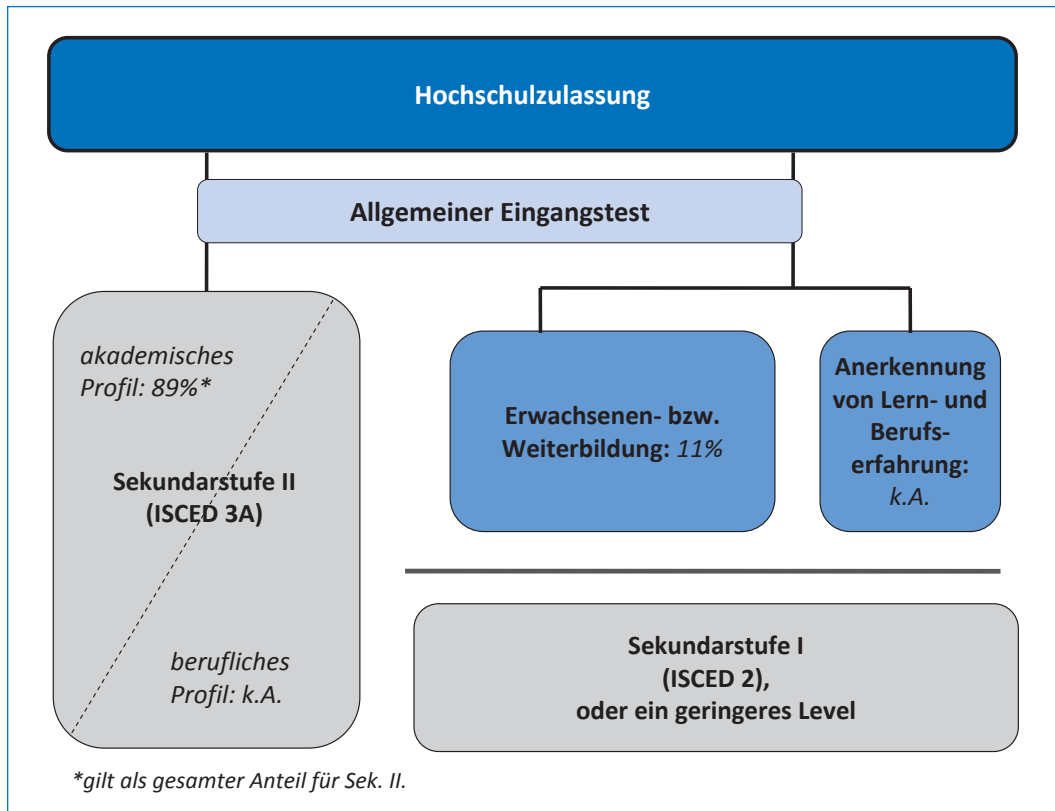 Hochschulzulassung
Allgemeiner Eingangstest
akademisches
Profil: 89%*
Sekundarstufe II
(ISCED 3A)
berufliches
Profil: k.A.
Erwachsenen- bzw.
Weiterbildung: 11%
Anerkennung
von Lern- und
Berufs-
erfahrung:
k.A.
Sekundarstufe I
(ISCED 2),
oder ein geringeres Level
*gilt als gesamter Anteil für Sek. II.